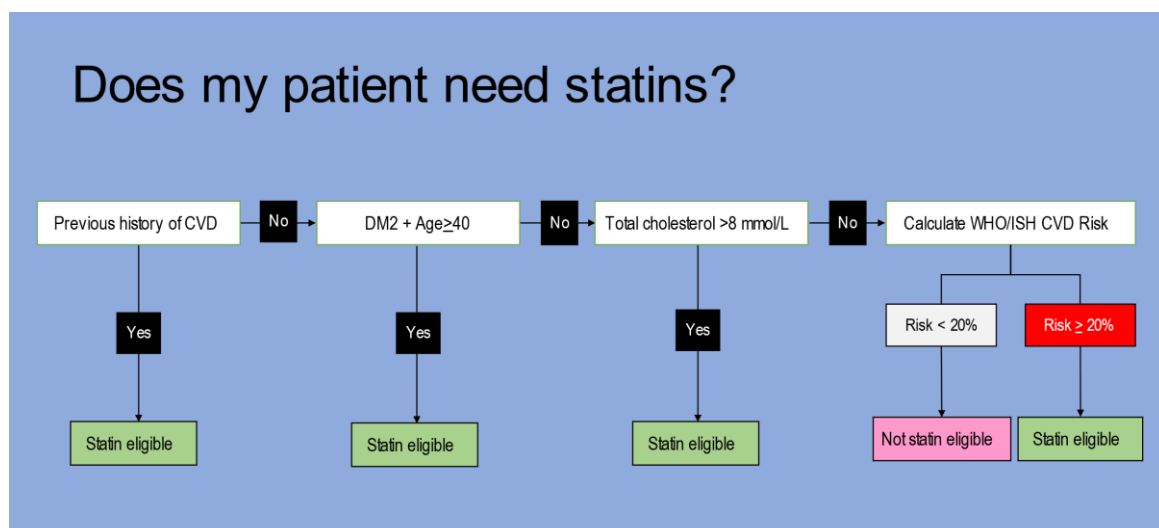 Does my patient need statins?
Previous history of CVD
No
DM2 + Age≥40
No
Total cholesterol >8 mmol/L
No
Calculate WHO/ISH CVD Risk
Yes
Yes
Yes
Risk < 20%
Risk ≥ 20%
Statin eligible
Statin eligible
Statin eligible
Not statin eligible
Statin eligible